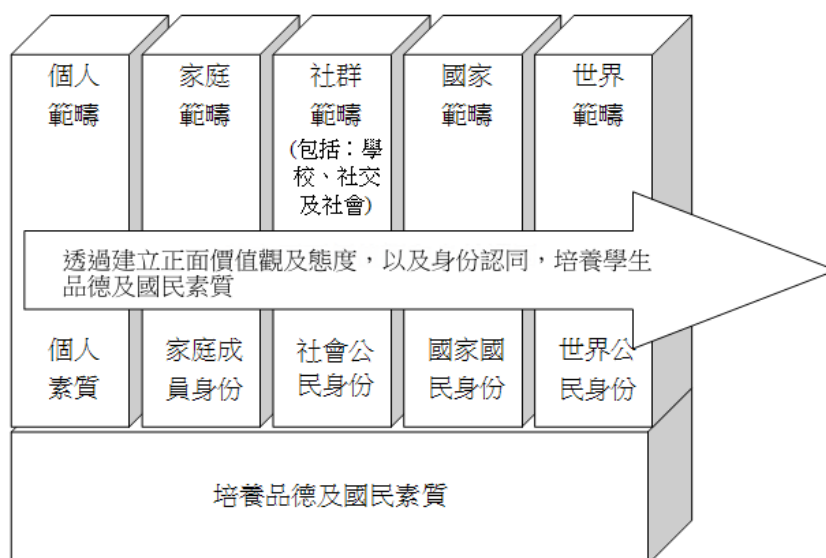 個人
範疇
家庭
範疇
社群
範疇
(包括：學
校、社交
及社會)
國家
範疇
世界
範疇
透過建立正面價值觀及態度，以及身份認同，培養學生
品德及國民素質
個人
素質
家庭成
員身份
社會公
民身份
國家國
民身份
世界公
民身份
培養品德及國民素質